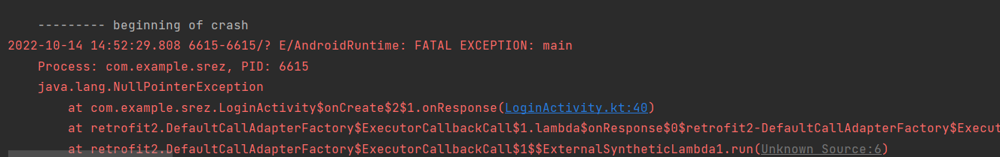 --------- beginning of crash
2022-10-14 14:52:29.808 6615-6615/? E/AndroidRuntime: FATAL EXCEPTION: main
Process: com.example.srez, PID: 6615
java.lang.NullPointerException
at com.example.srez.LoginActivity$onCreate$2$1.onResponse(LoginActivity.kt:40)
at retrofit2.DefaultCallAdapterFactory$ExecutorCallbackCall$1.lambda$onResponse$0$retrofit2-DefaultCallAdapterFactory$Execut
at retrofit2.DefaultCallAdapterFactory$ExecutorCallbackCall$1$$ExternalSyntheticLambda1.run(Unknown Source:6)